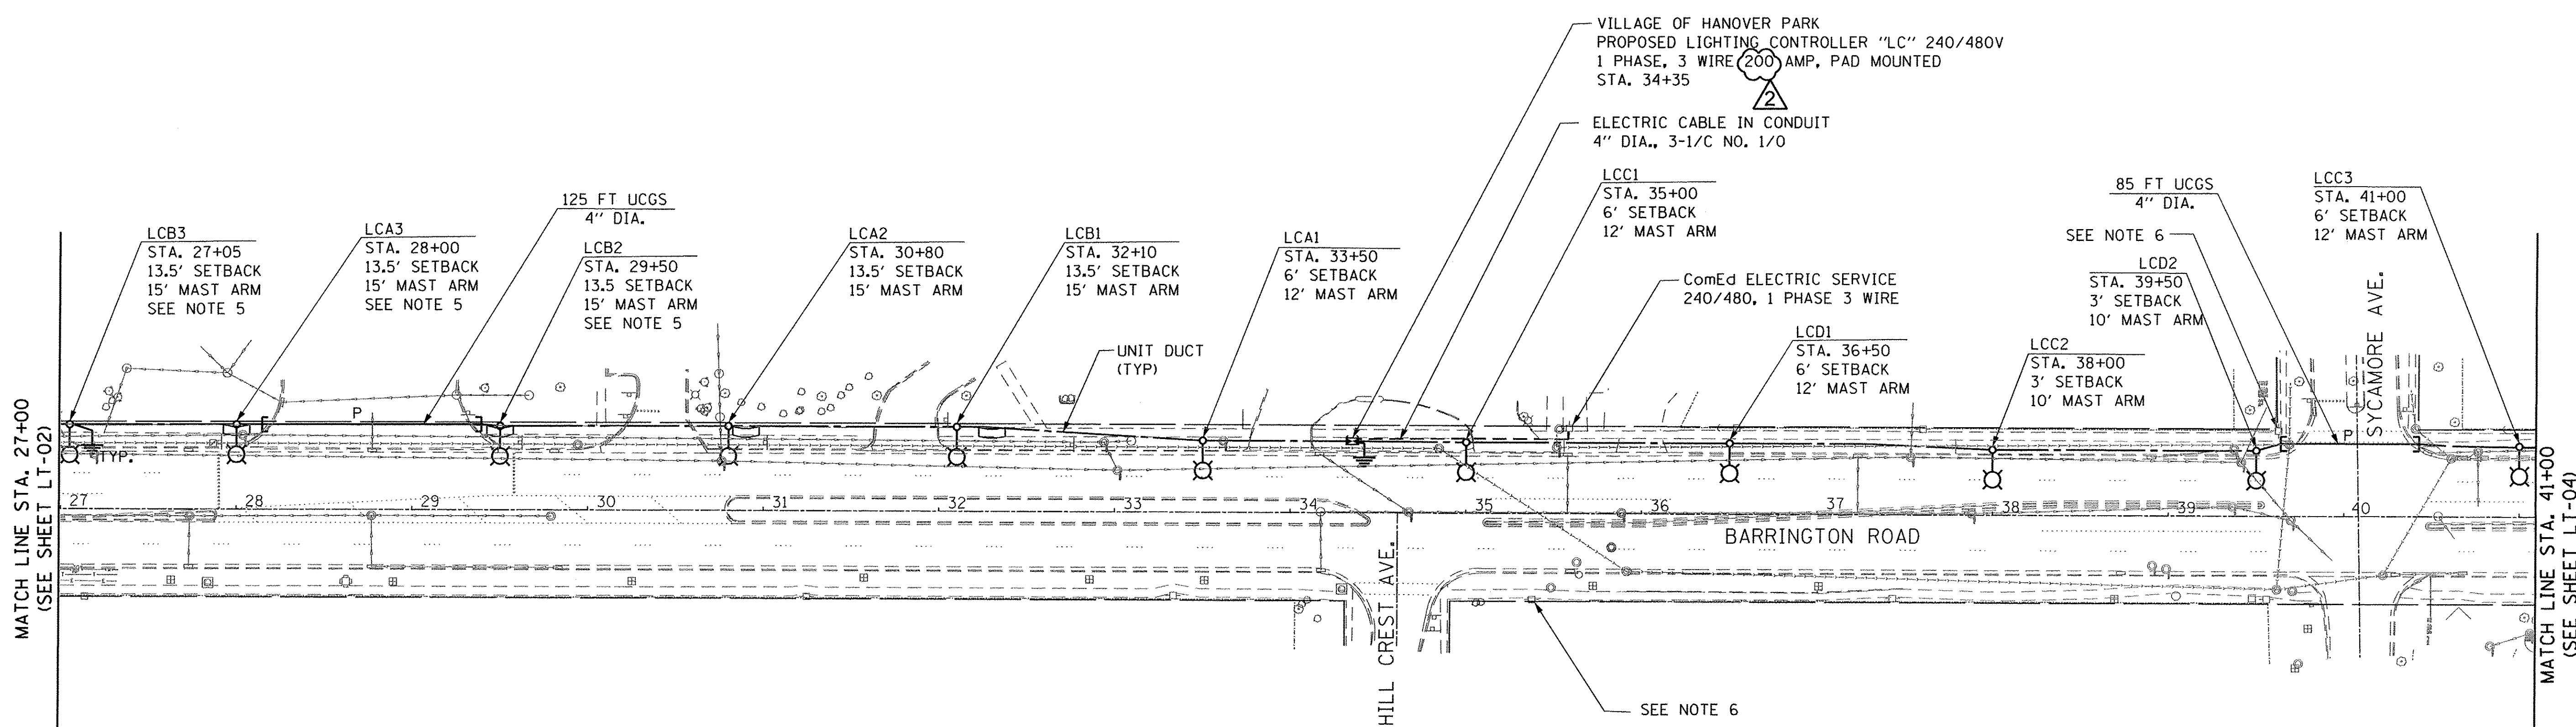 VILLAGE OF HANOVER PARK
PROPOSED LIGHTING CONTROLLER "LC" 240/480V
1 PHASE, 3 WIRE 200 AMP, PAD MOUNTED
STA. 34+35
2
ELECTRIC CABLE IN CONDUIT
4" DIA., 3-1/C NO. 1/0
LCB3
STA. 27+05
13.5' SETBACK
15' MAST ARM
SEE NOTE 5
LCA3
STA. 28+00
13.5' SETBACK
15' MAST ARM
SEE NOTE 5
125 FT UCGS
4" DIA.
LCB2
STA. 29+50
13.5 SETBACK
15' MAST ARM
SEE NOTE 5
LCA2
STA. 30+80
13.5' SETBACK
15' MAST ARM
LCB1
STA. 32+10
13.5' SETBACK
15' MAST ARM
UNIT DUCT
(TYP)
LCA1
STA. 33+50
6' SETBACK
12' MAST ARM
LCC1
STA. 35+00
6' SETBACK
12' MAST ARM
ComEd ELECTRIC SERVICE
240/480, 1 PHASE 3 WIRE
LCD1
STA. 36+50
6' SETBACK
12' MAST ARM
LCC2
STA. 38+00
3' SETBACK
10' MAST ARM
SEE NOTE 6
LCD2
STA. 39+50
3' SETBACK
10' MAST ARM
85 FT UCGS
4" DIA.
LCC3
STA. 41+00
6' SETBACK
12' MAST ARM
SYCAMORE AVE.
P
P
TYP.
27
28
29
30
31
32
33
34
35
36
37
38
39
40
BARRINGTON ROAD
HILL CREST AVE.
SEE NOTE 6
MATCH LINE STA. 27+00
(SEE SHEET LT-02)
MATCH LINE STA. 41+00
(SEE SHEET LT-04)